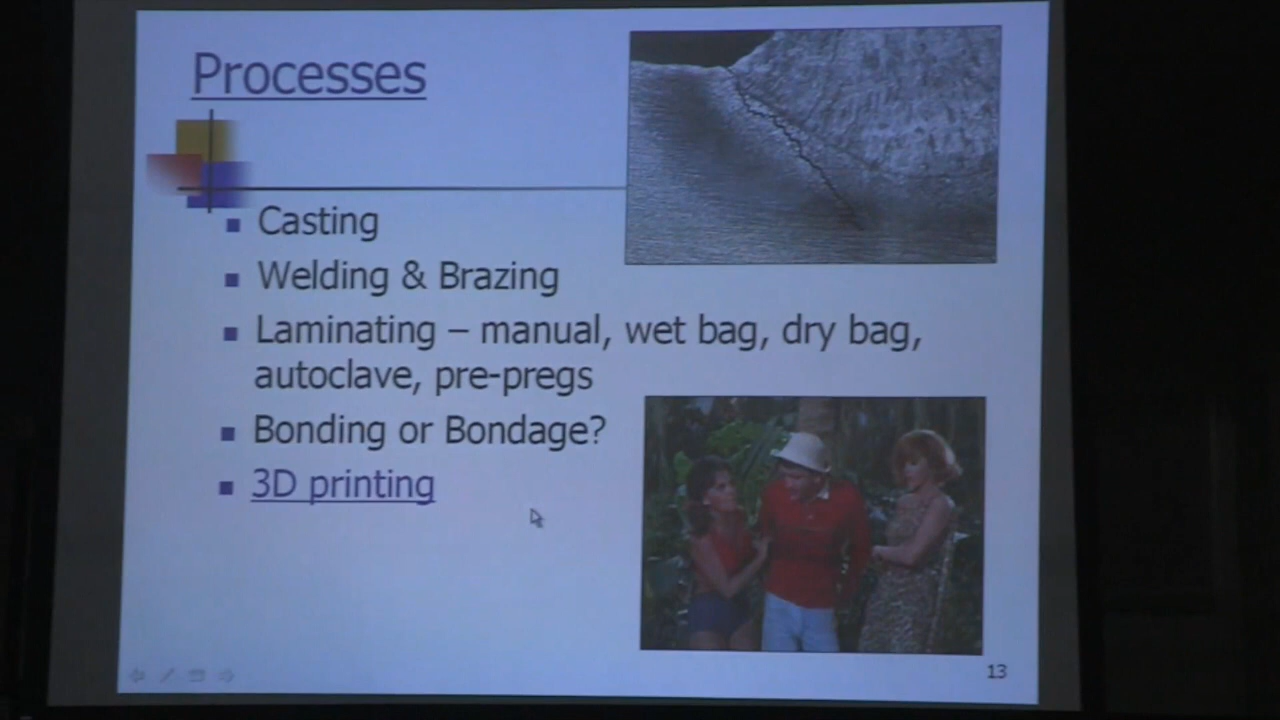 Processes
Casting
Welding & Brazing
Laminating – manual, wet bag, dry bag,
autoclave, pre-pregs
Bonding or Bondage?
3D printing
13